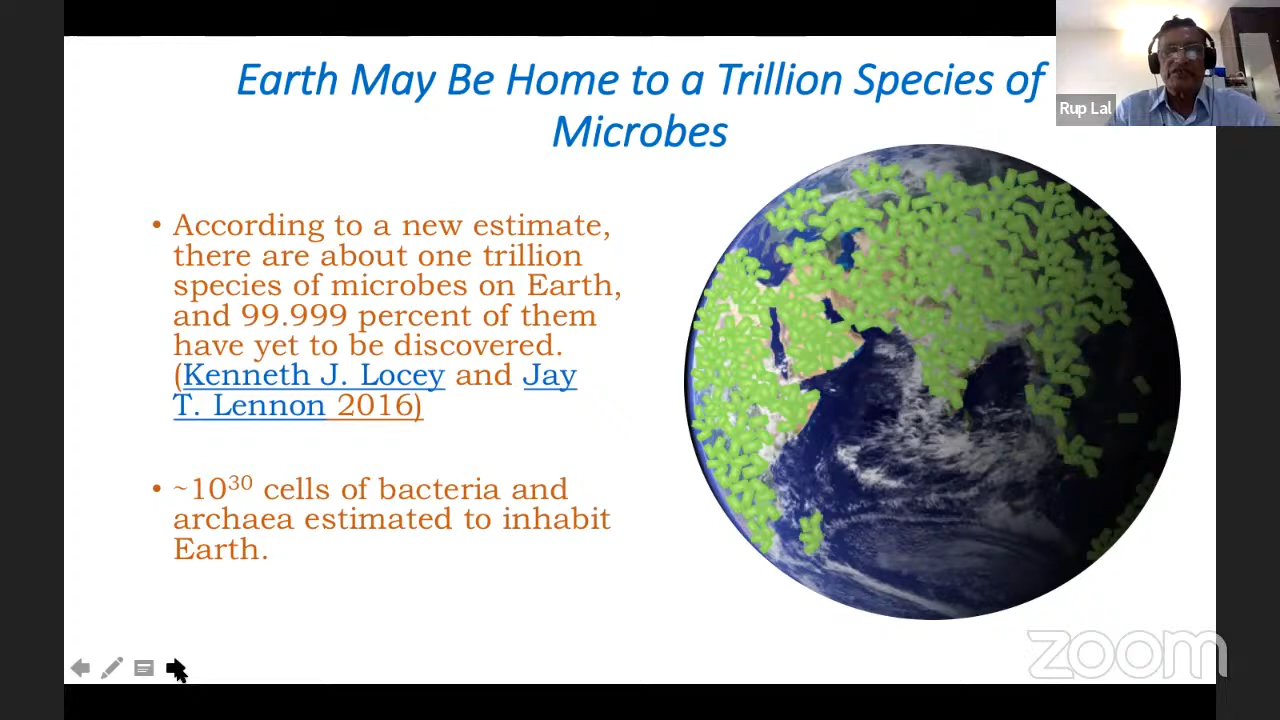 Earth May Be Home to a Trillion Species of
Microbes
Rup Lal
• According to a new estimate,
there are about one trillion
species of microbes on Earth,
and 99.999 percent of them
have yet to be discovered.
(Kenneth J. Locey and Jay
T. Lennon 2016)
• ~10³⁰ cells of bacteria and
archaea estimated to inhabit
Earth.
zoom